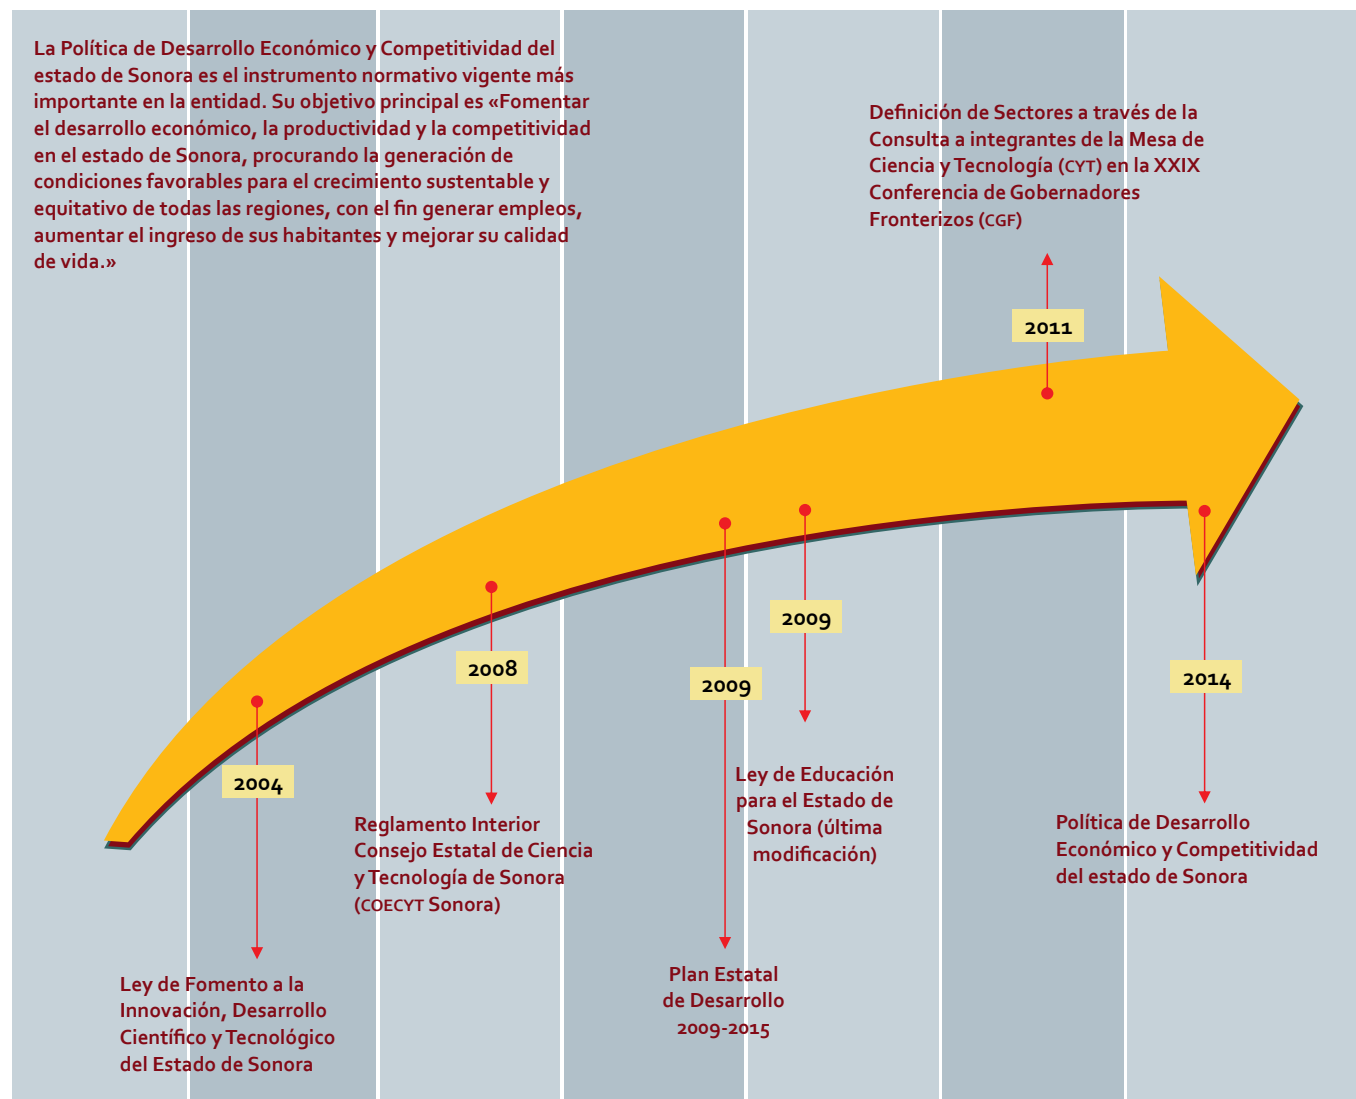 La Política de Desarrollo Económico y Competitividad del
estado de Sonora es el instrumento normativo vigente más
importante en la entidad. Su objetivo principal es «Fomentar
el desarrollo económico, la productividad y la competitividad
en el estado de Sonora, procurando la generación de
condiciones favorables para el crecimiento sustentable y
equitativo de todas las regiones, con el fin generar empleos,
aumentar el ingreso de sus habitantes y mejorar su calidad
de vida.»
Definición de Sectores a través de la
Consulta a integrantes de la Mesa de
Ciencia y Tecnología (CYT) en la XXIX
Conferencia de Gobernadores
Fronterizos (CGF)
2011
2004
Ley de Fomento a la
Innovación, Desarrollo
Científico y Tecnológico
del Estado de Sonora
2008
Reglamento Interior
Consejo Estatal de Ciencia
y Tecnología de Sonora
(COECYT Sonora)
2009
Plan Estatal
de Desarrollo
2009-2015
2009
Ley de Educación
para el Estado de
Sonora (última
modificación)
2014
Política de Desarrollo
Económico y Competitividad
del estado de Sonora